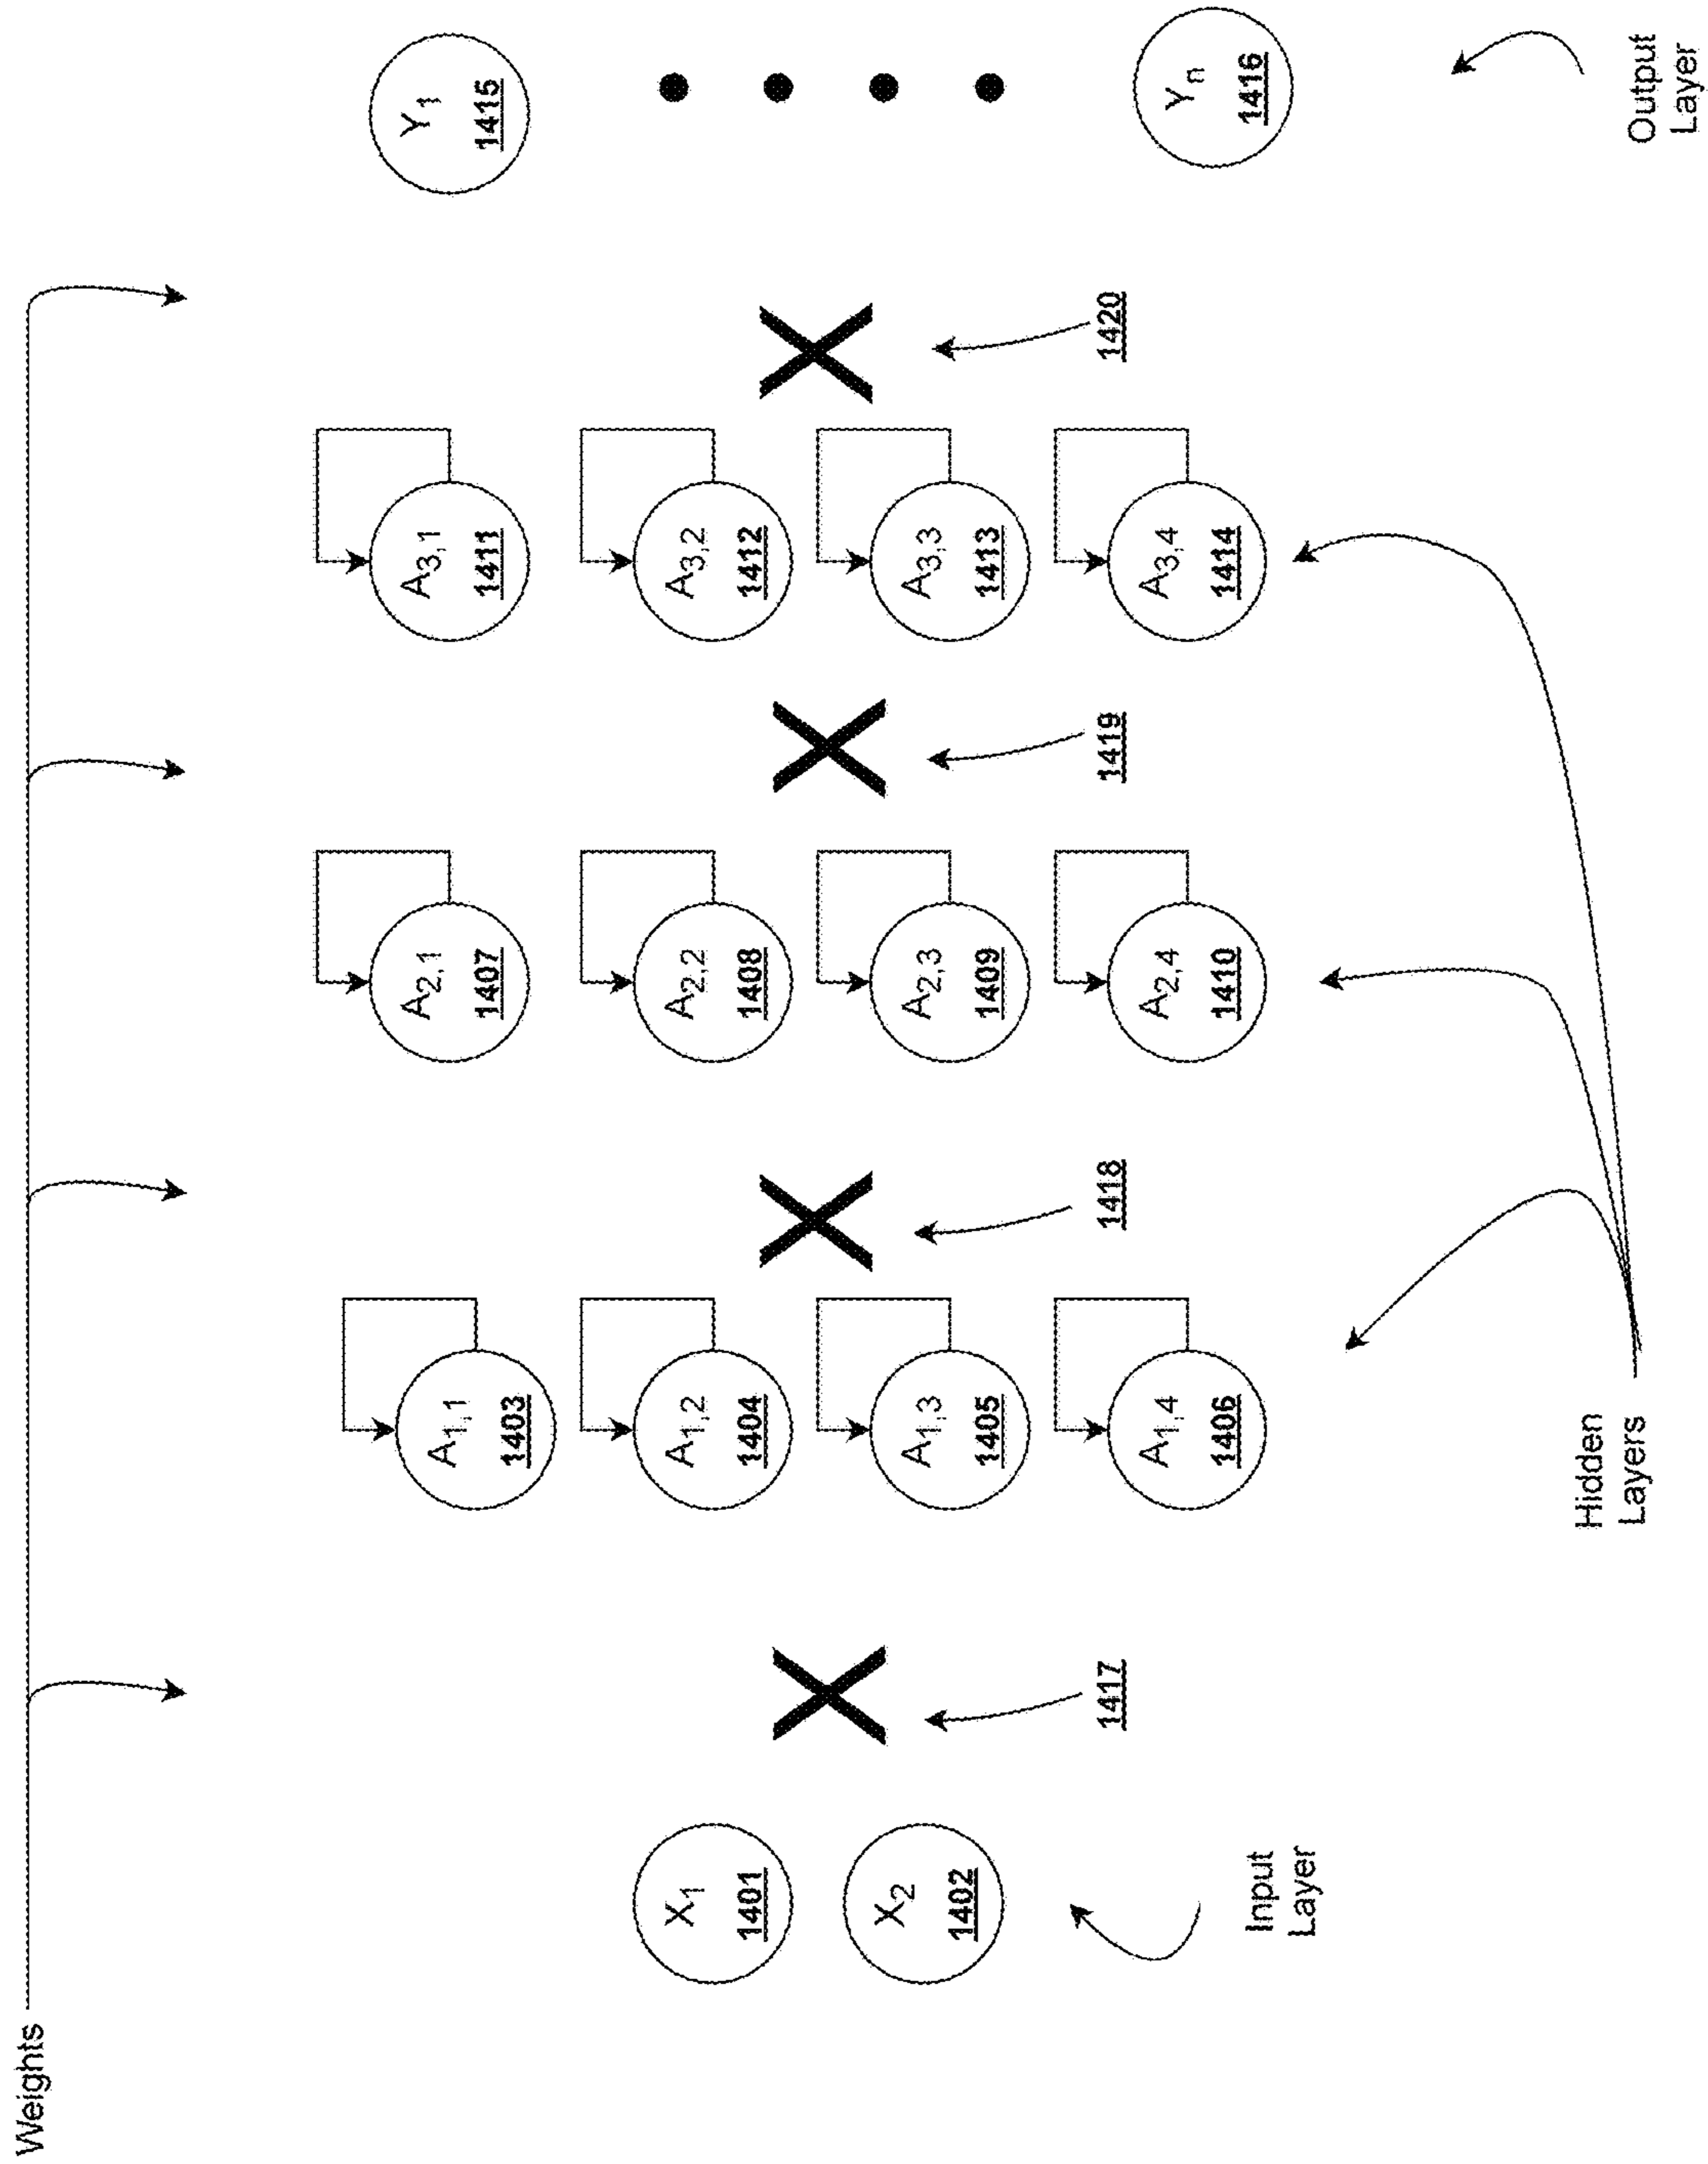 Weights
X1
1401
X2
1402
Input
Layer
1417
A1,1
1403
A1,2
1404
A1,3
1405
A1,4
1406
Hidden
Layers
1418
A2,1
1407
A2,2
1408
A2,3
1409
A2,4
1410
1419
A3,1
1411
A3,2
1412
A3,3
1413
A3,4
1414
1420
Y1
1415
Yn
1416
Output
Layer